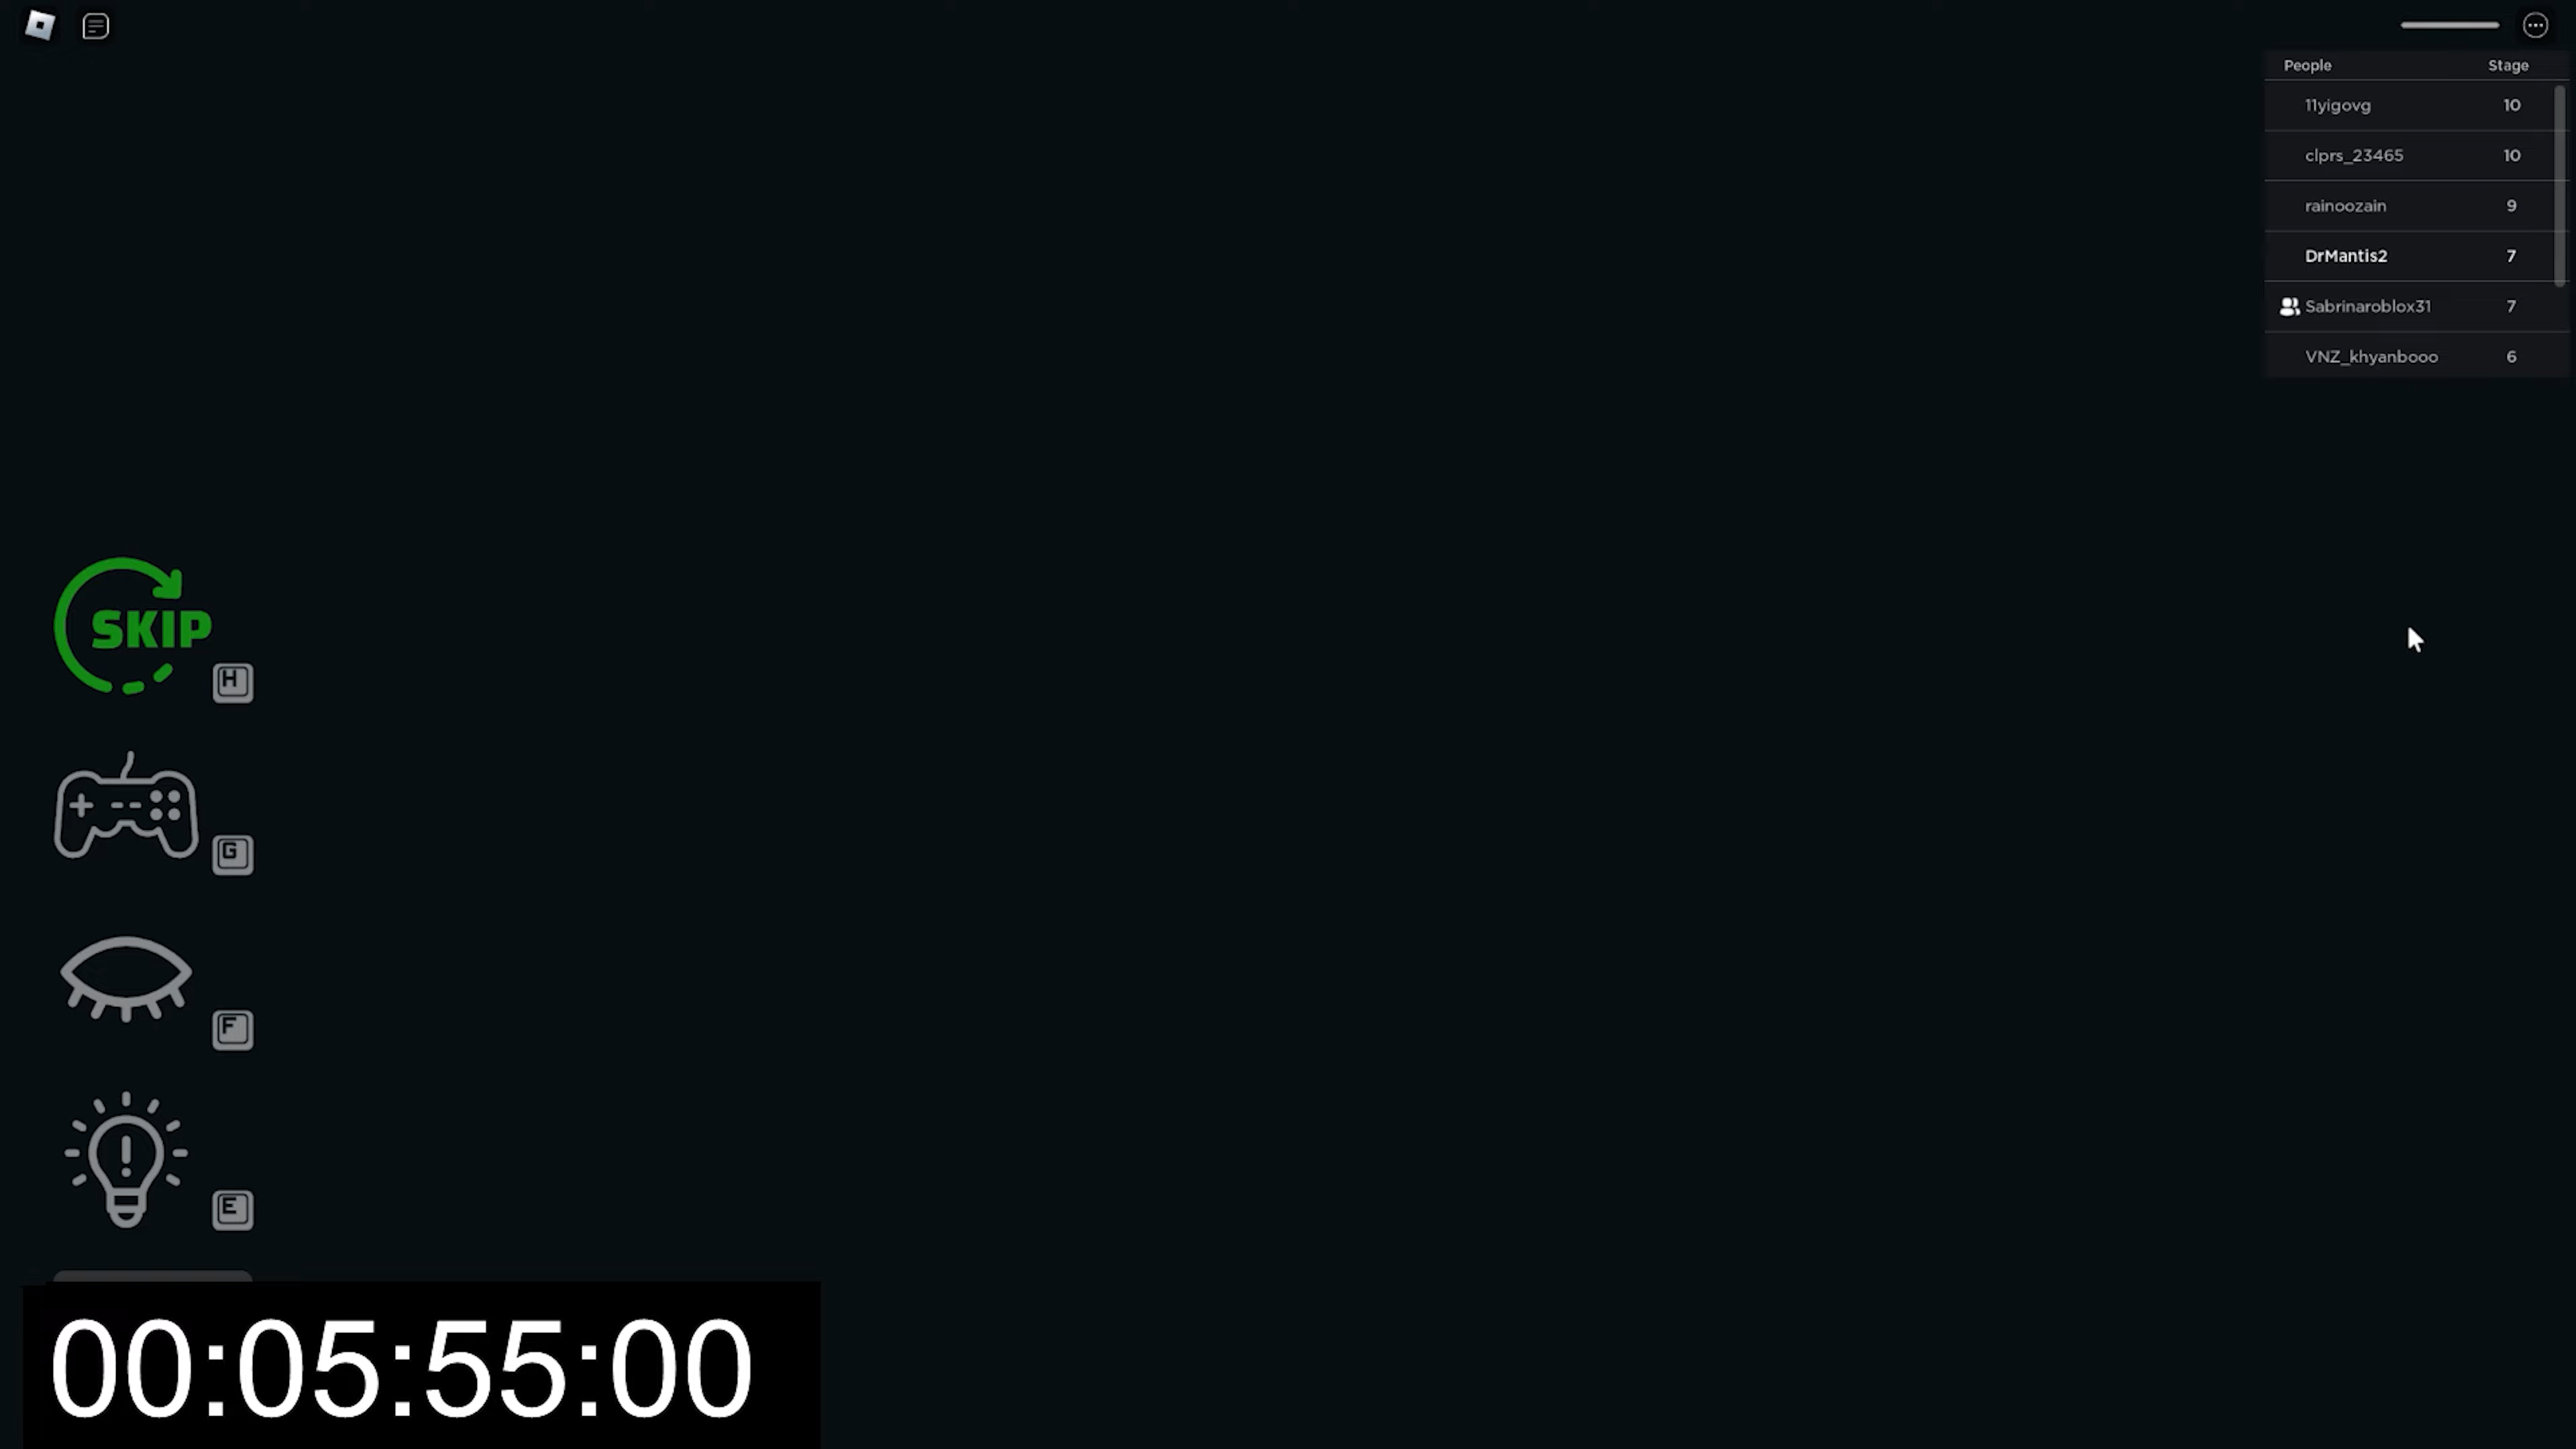 People Stage
11yigovg 10
clprs_23465 10
rainoozain 9
DrMantis2 7
Sabrinaroblox31 7
VNZ_khyanbooo 6
SKIP
H
G
F
E
00:05:55:00